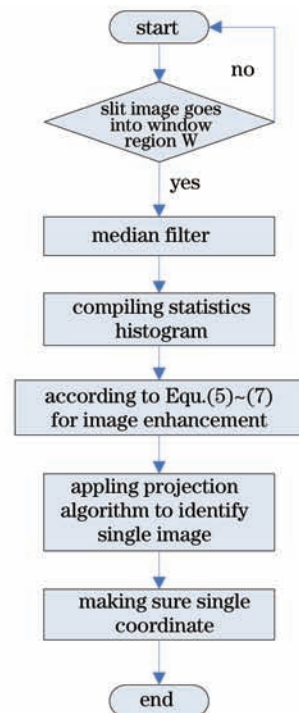 start
no
slit image goes
into window
region W
yes
median filter
compiling statistics
histogram
according to Equ.(5)~(7)
for image enhancement
appling projection
algorithm to identify
single image
making sure single
coordinate
end